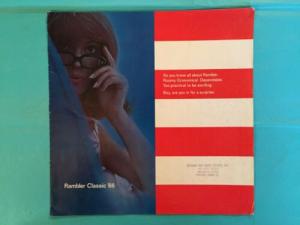 So you know all about Rambler.
Roomy. Economical. Dependable.
Too practical to be exciting.
Boy, are you in for a surprise.
Rambler Classic '66